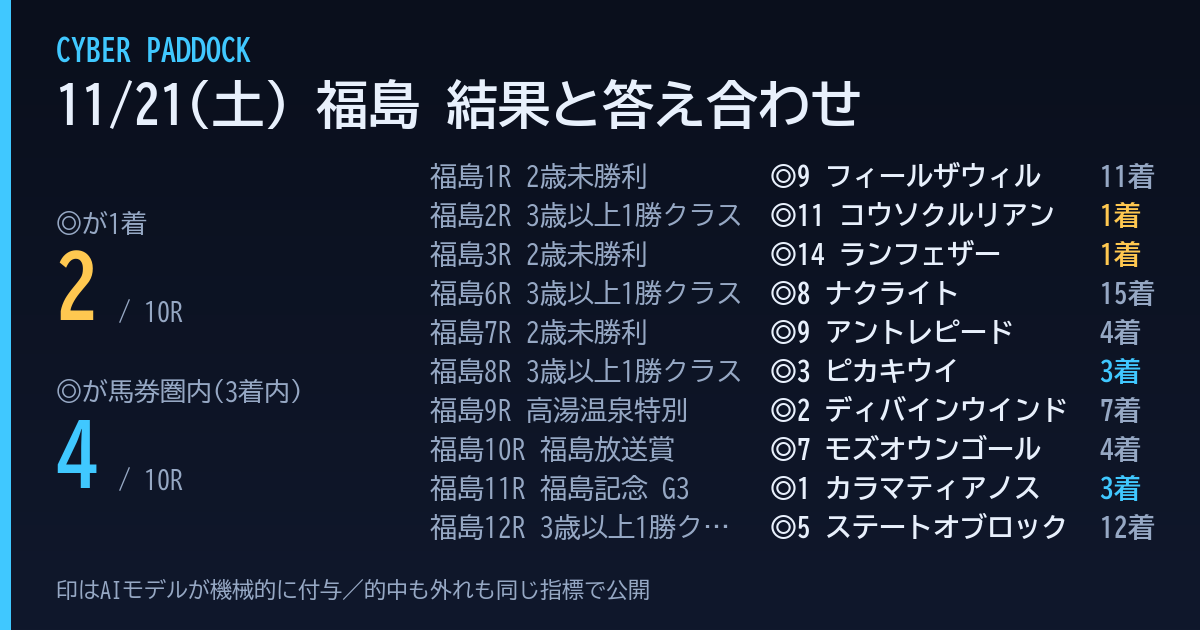 CYBER PADDOCK
11/21(土) 福島 結果と答え合わせ
◎が1着
2 / 10R
◎が馬券圏内(3着内)
4 / 10R
福島1R 2歳未勝利 ◎9 フィールザウィル 11着
福島2R 3歳以上1勝クラス ◎11 コウソクルリアン 1着
福島3R 2歳未勝利 ◎14 ランフェザー 1着
福島6R 3歳以上1勝クラス ◎8 ナクライト 15着
福島7R 2歳未勝利 ◎9 アントレピード 4着
福島8R 3歳以上1勝クラス ◎3 ピカキウイ 3着
福島9R 高湯温泉特別 ◎2 ディバインウインド 7着
福島10R 福島放送賞 ◎7 モズオウンゴール 4着
福島11R 福島記念 G3 ◎1 カラマティアノス 3着
福島12R 3歳以上1勝ク… ◎5 ステートオブロック 12着
印はAIモデルが機械的に付与／的中も外れも同じ指標で公開